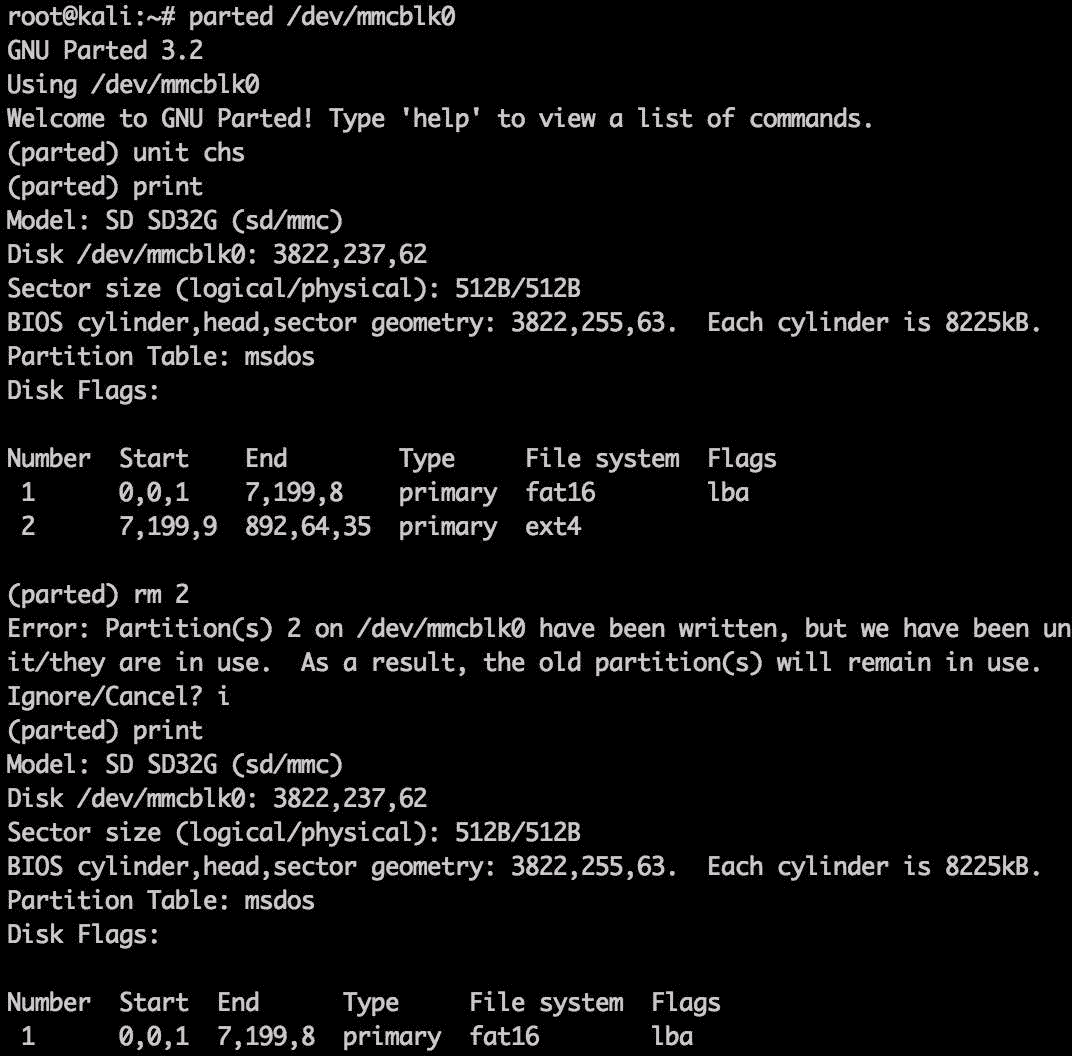 root@kali:~# parted /dev/mmcblk0
GNU Parted 3.2
Using /dev/mmcblk0
Welcome to GNU Parted! Type 'help' to view a list of commands.
(parted) unit chs
(parted) print
Model: SD SD32G (sd/mmc)
Disk /dev/mmcblk0: 3822,237,62
Sector size (logical/physical): 512B/512B
BIOS cylinder,head,sector geometry: 3822,255,63.  Each cylinder is 8225kB.
Partition Table: msdos
Disk Flags:
Number  Start    End        Type     File system  Flags
 1      0,0,1    7,199,8    primary  fat16        lba
 2      7,199,9  892,64,35  primary  ext4
(parted) rm 2
Error: Partition(s) 2 on /dev/mmcblk0 have been written, but we have been un
it/they are in use.  As a result, the old partition(s) will remain in use.
Ignore/Cancel? i
(parted) print
Model: SD SD32G (sd/mmc)
Disk /dev/mmcblk0: 3822,237,62
Sector size (logical/physical): 512B/512B
BIOS cylinder,head,sector geometry: 3822,255,63.  Each cylinder is 8225kB.
Partition Table: msdos
Disk Flags:
Number  Start  End      Type     File system  Flags
 1      0,0,1  7,199,8  primary  fat16        lba